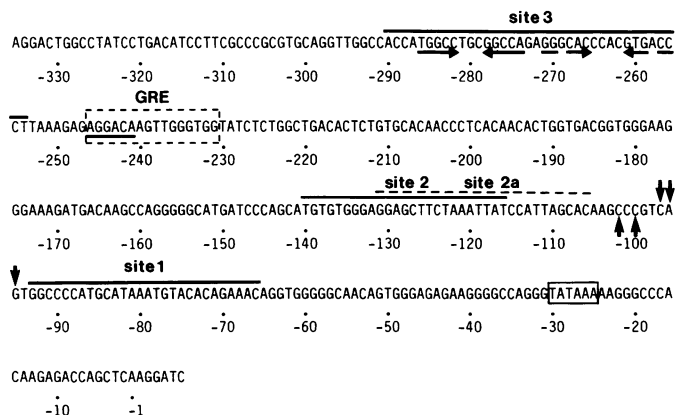 site 3
AGGACTGGCCTATCCTGACATCCTTCGCCCGCGTGCAGGTTGGCCACCATGGCCTGCGGCCAGAGGGCACCCACGTGACC
-330 -320 -310 -300 -290 -280 -270 -260
GRE
CTTAAAGAGAGGACAAGTTGGGTGGTATCTCTGGCTGACACTCTGTGCACAACCCTCACAACACTGGTGACGGTGGGAAG
-250 -240 -230 -220 -210 -200 -190 -180
site 2 site 2a
GGAAAGATGACAAGCCAGGGGGCATGATCCCAGCATGTGTGGGAGGAGCTTCTAAATTATCCATTAGCACAAGCCCGTCA
-170 -160 -150 -140 -130 -120 -110 -100
site 1
GTGGCCCCATGCATAAATGTACACAGAAACAGGTGGGGGCAACAGTGGGAGAGAAGGGGCCAGGGTATAAAAAGGGCCCA
-90 -80 -70 -60 -50 -40 -30 -20
CAAGAGACCAGCTCAAGGATC
-10 -1